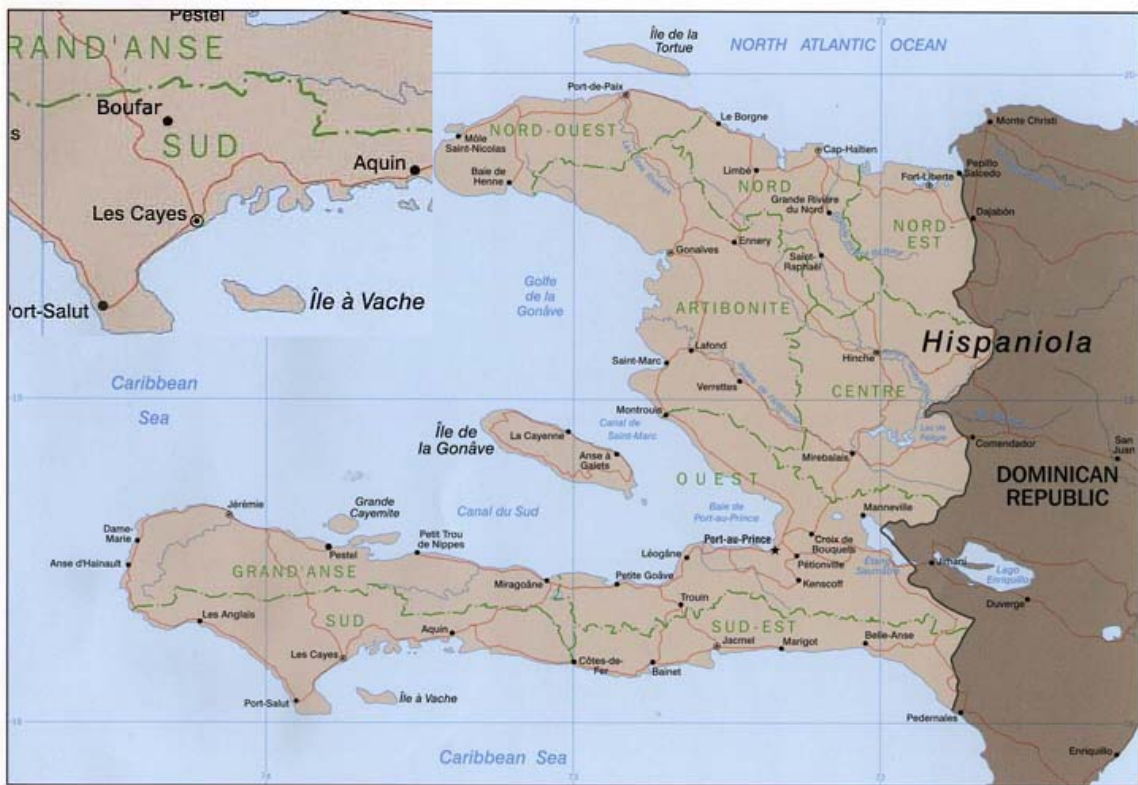 Pestel
GRAND'ANSE
Boufar
SUD
Aquin
Les Cayes
Port-Salut
Île à Vache
Île de la
Tortue
NORTH ATLANTIC OCEAN
Port-de-Paix
Le Borgne
Monte Christi
Môle
Saint-Nicolas
NORD-OUEST
Cap-Haïtien
Baie de
Henne
Limbé
NORD
Fort-Liberte
Pepillo
Salcedo
Grande Rivière
du Nord
NORD-
EST
Dajabón
Gonaïves
Ennery
Saint-
Raphaël
Golfe
de la
Gonâve
ARTIBONITE
Hispaniola
Lafond
Saint-Marc
Hinche
Verrettes
CENTRE
Caribbean
Sea
Montrouis
Canal de
Saint-Marc
Île de
la Gonâve
La Cayenne
Anse à
Galets
Mirebalais
Comendador
San
Juan
DOMINICAN
REPUBLIC
OUEST
Manneville
Jérémie
Grande
Cayemite
Canal du Sud
Baie de
Port-au-Prince
Dame-
Marie
Pestel
Petit Trou
de Nippes
Port-au-Prince
Croix de
Bouquets
Léogâne
Pétionville
Etang
Saumâtre
Jimani
Lago
Enriquillo
Anse d'Hainault
GRAND'ANSE
Miragoâne
Petite Goâve
Kenscoff
Duverge
Trouin
Les Anglais
SUD
Aquin
SUD-EST
Jacmel
Marigot
Belle-Anse
Les Cayes
Côtes-de-
Fer
Bainet
Port-Salut
Île à Vache
Pedernales
Caribbean Sea
Enriquillo